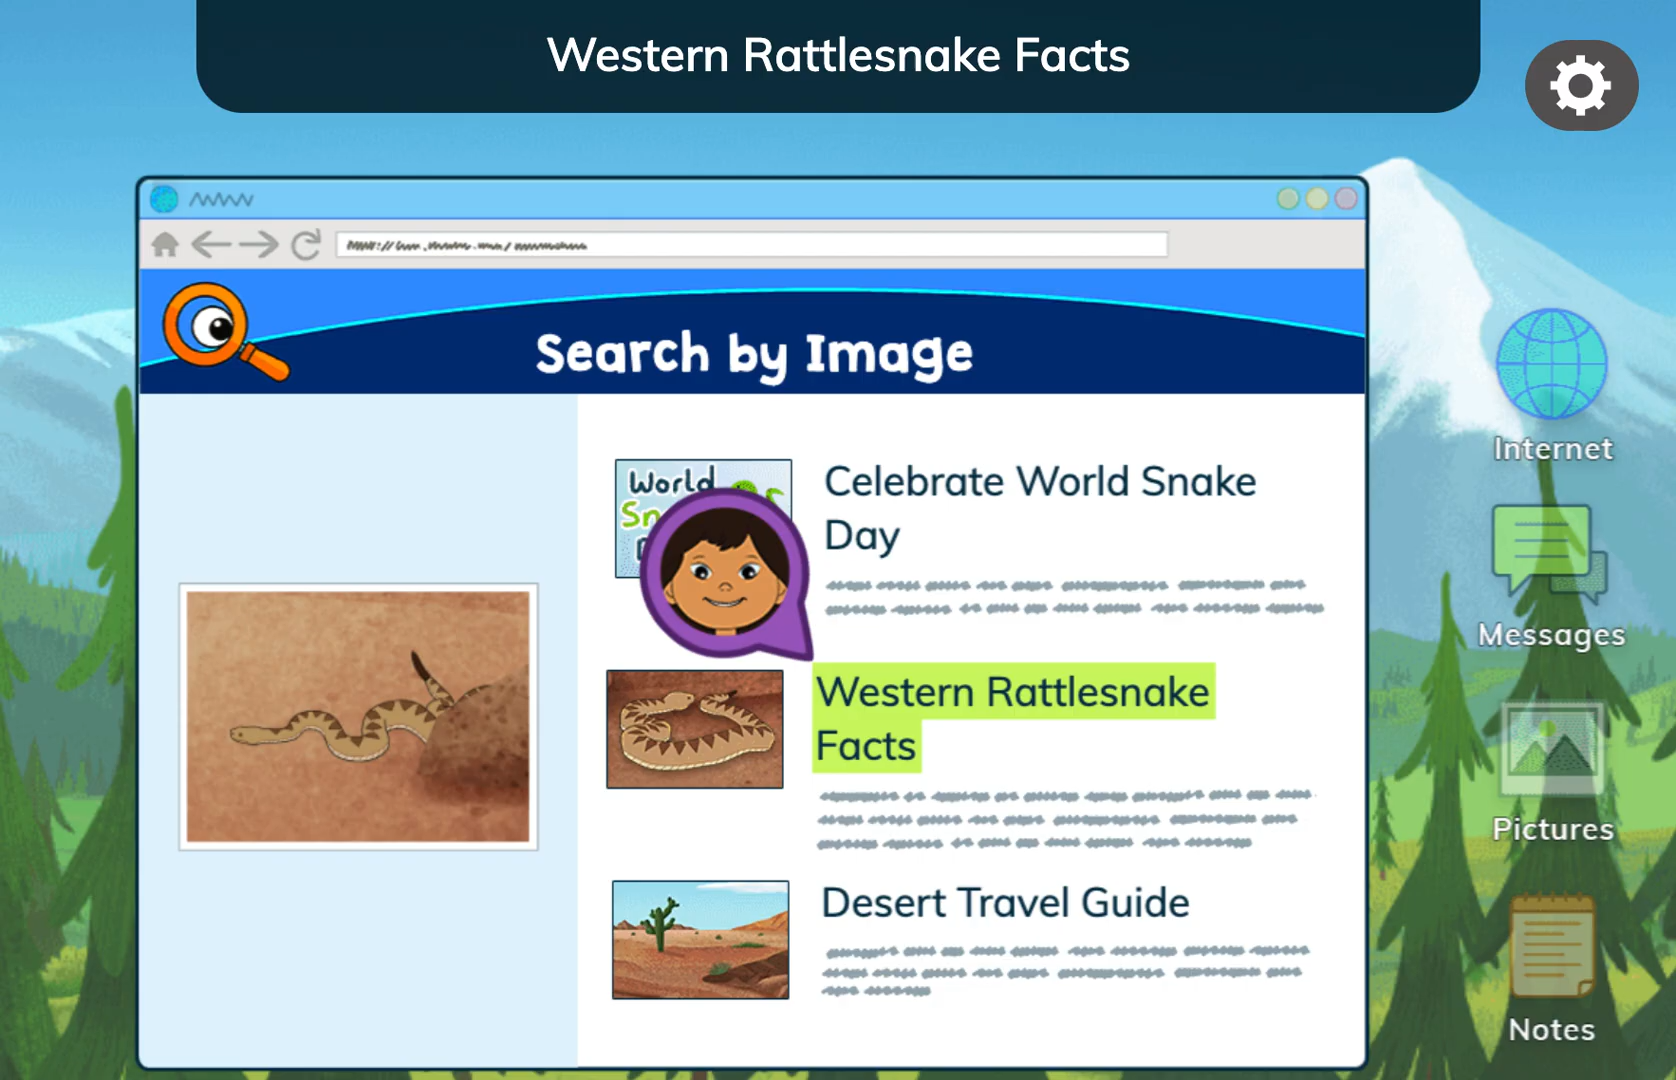 Western Rattlesnake Facts
Search by Image
World
Celebrate World Snake
Day
Western Rattlesnake
Facts
Desert Travel Guide
Internet
Messages
Pictures
Notes